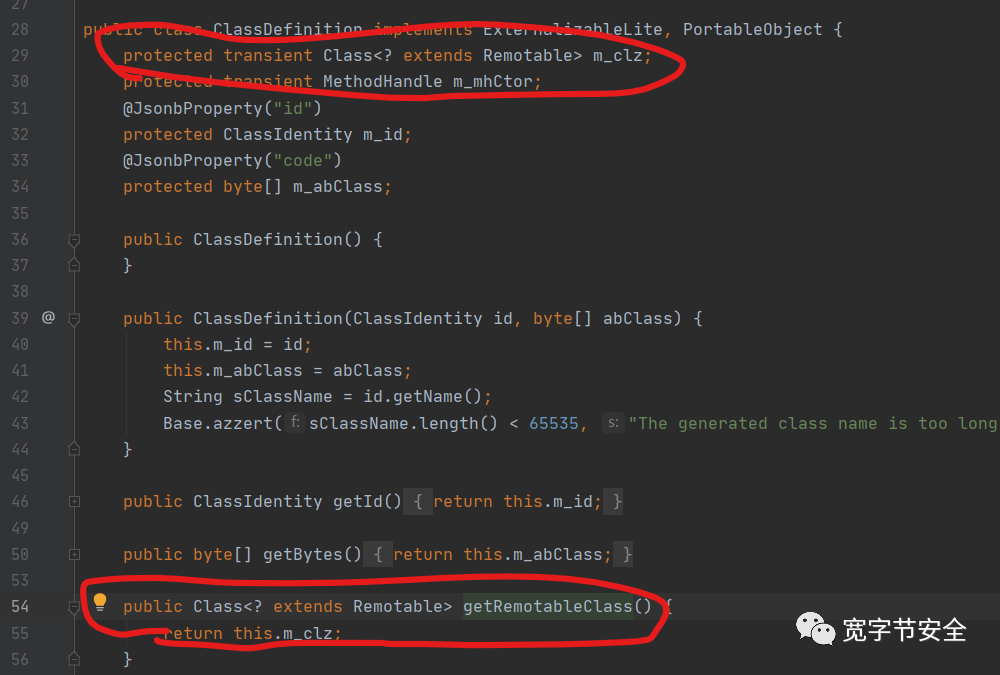 27
28 public class ClassDefinition implements ExternalizableLite, PortableObject {
29 protected transient Class<? extends Remotable> m_clz;
30 protected transient MethodHandle m_mhCtor;
31 @JsonbProperty("id")
32 protected ClassIdentity m_id;
33 @JsonbProperty("code")
34 protected byte[] m_abClass;
35
36 public ClassDefinition() {
37 }
38
39 @ public ClassDefinition(ClassIdentity id, byte[] abClass) {
40 this.m_id = id;
41 this.m_abClass = abClass;
42 String sClassName = id.getName();
43 Base.azzert( f: sClassName.length() < 65535, s: "The generated class name is too long
44 }
45
46 public ClassIdentity getId() { return this.m_id; }
49
50 public byte[] getBytes() { return this.m_abClass; }
53
54 public Class<? extends Remotable> getRemotableClass() {
55 return this.m_clz;
56 }
宽字节安全